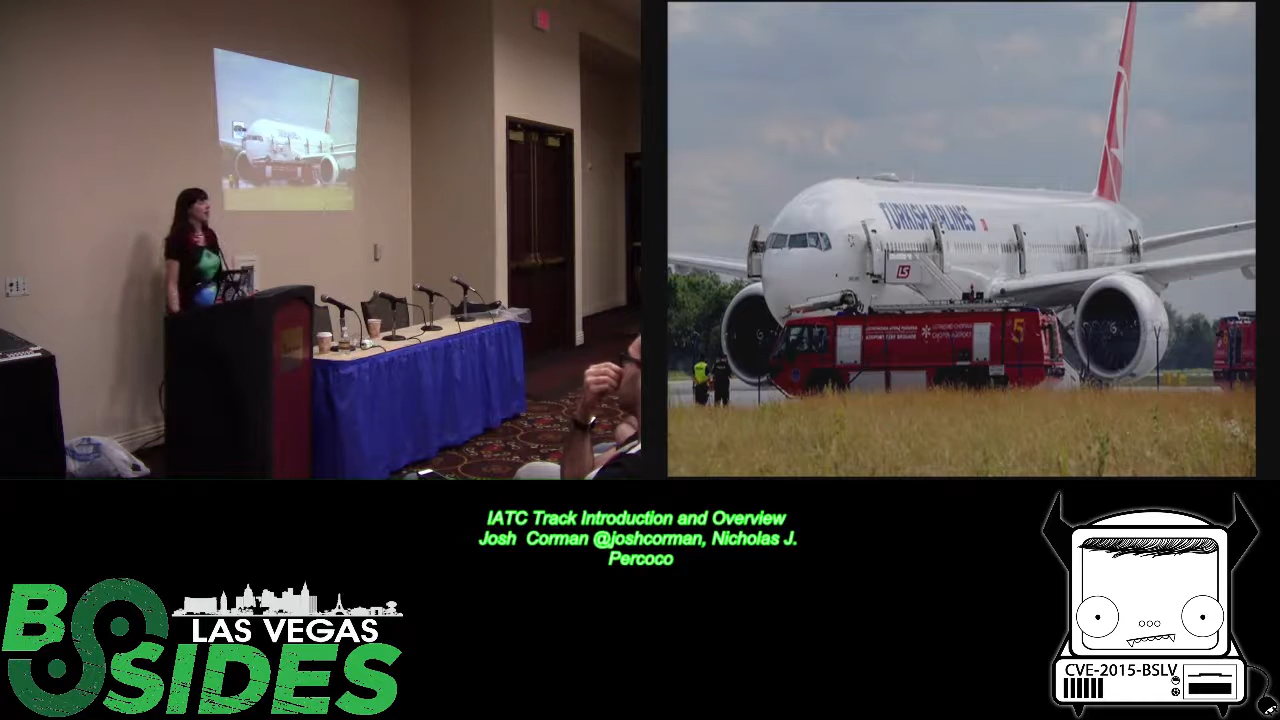 TURKISH AIRLINES
LS
5
IATC Track Introduction and Overview
Josh Corman @joshcorman, Nicholas J.
Percoco
BSIDES
LAS VEGAS
CVE-2015-BSLV